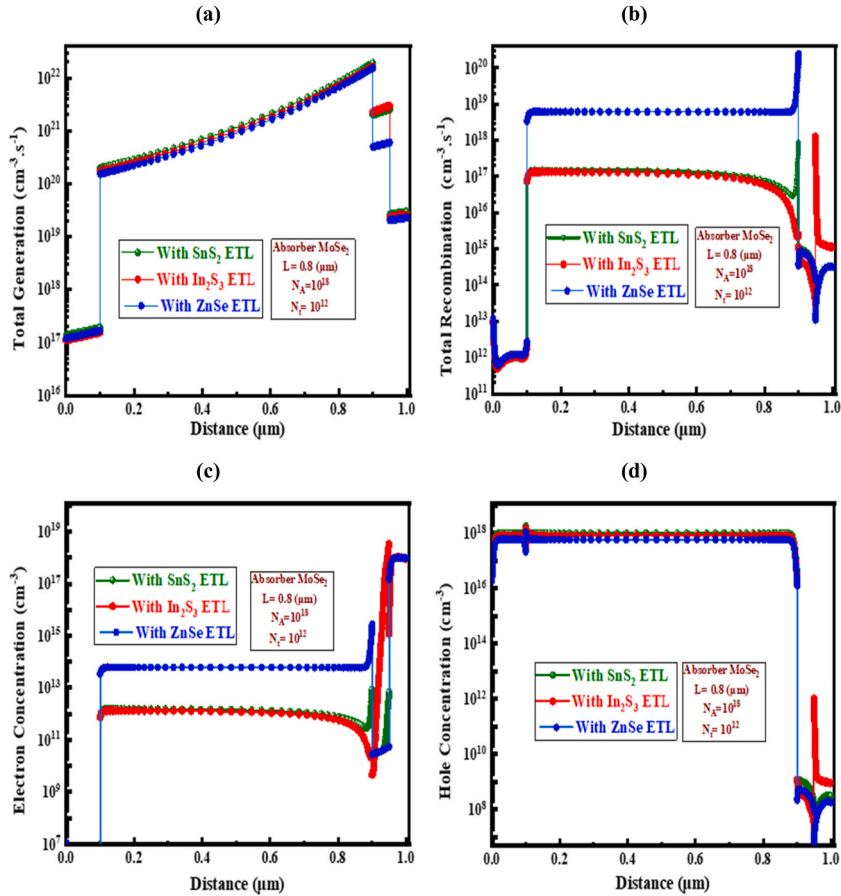 (a)
Total Generation (cm⁻³.s⁻¹)
10²²
10²¹
10²⁰
10¹⁹
10¹⁸
10¹⁷
10¹⁶
With SnS₂ ETL
With In₂S₃ ETL
With ZnSe ETL
Absorber MoSe₂
L= 0.8 (µm)
N_A=10¹⁸
N_t= 10¹²
0.0 0.2 0.4 0.6 0.8 1.0
Distance (µm)
(b)
Total Recombination (cm⁻³.s⁻¹)
10²⁰
10¹⁹
10¹⁸
10¹⁷
10¹⁶
10¹⁵
10¹⁴
10¹³
10¹²
10¹¹
With SnS₂ ETL
With In₂S₃ ETL
With ZnSe ETL
Absorber MoSe₂
L= 0.8 (µm)
N_A=10¹⁸
N_t= 10¹²
0.0 0.2 0.4 0.6 0.8 1.0
Distance (µm)
(c)
Electron Concentration (cm⁻³)
10¹⁹
10¹⁷
10¹⁵
10¹³
10¹¹
10⁹
10⁷
With SnS₂ ETL
With In₂S₃ ETL
With ZnSe ETL
Absorber MoSe₂
L= 0.8 (µm)
N_A=10¹⁸
N_t= 10¹²
0.0 0.2 0.4 0.6 0.8 1.0
Distance (µm)
(d)
Hole Concentration (cm⁻³)
10¹⁸
10¹⁶
10¹⁴
10¹²
10¹⁰
10⁸
With SnS₂ ETL
With In₂S₃ ETL
With ZnSe ETL
Absorber MoSe₂
L= 0.8 (µm)
N_A=10¹⁸
N_t= 10¹²
0.0 0.2 0.4 0.6 0.8 1.0
Distance (µm)